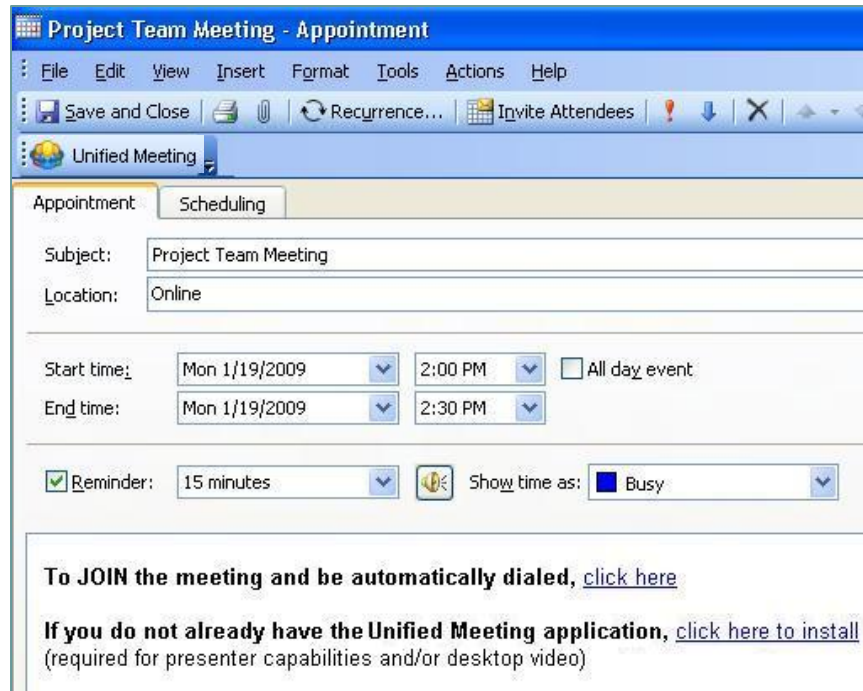 Project Team Meeting - Appointment
File Edit View Insert Format Tools Actions Help
Save and Close Recurrence... Invite Attendees
Unified Meeting
Appointment Scheduling
Subject: Project Team Meeting
Location: Online
Start time: Mon 1/19/2009 2:00 PM All day event
End time: Mon 1/19/2009 2:30 PM
Reminder: 15 minutes Show time as: Busy
To JOIN the meeting and be automatically dialed, click here
If you do not already have the Unified Meeting application, click here to install
(required for presenter capabilities and/or desktop video)